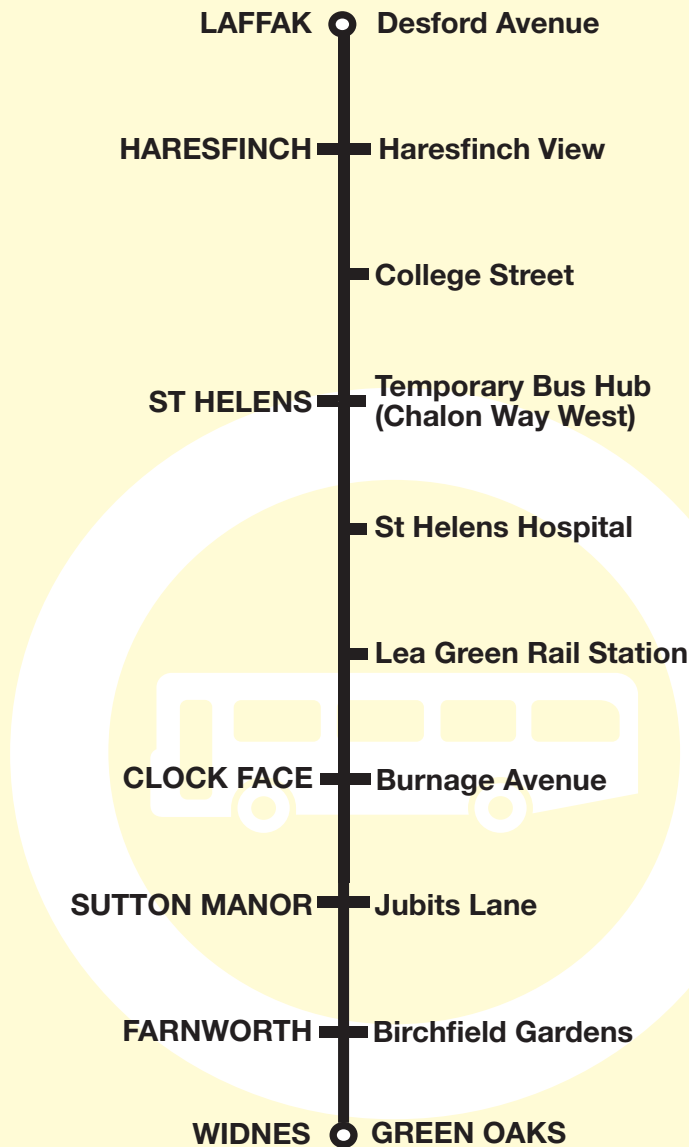 LAFFAK Desford Avenue
HARESFINCH Haresfinch View
College Street
ST HELENS Temporary Bus Hub
(Chalon Way West)
St Helens Hospital
Lea Green Rail Station
CLOCK FACE Burnage Avenue
SUTTON MANOR Jubits Lane
FARNWORTH Birchfield Gardens
WIDNES GREEN OAKS